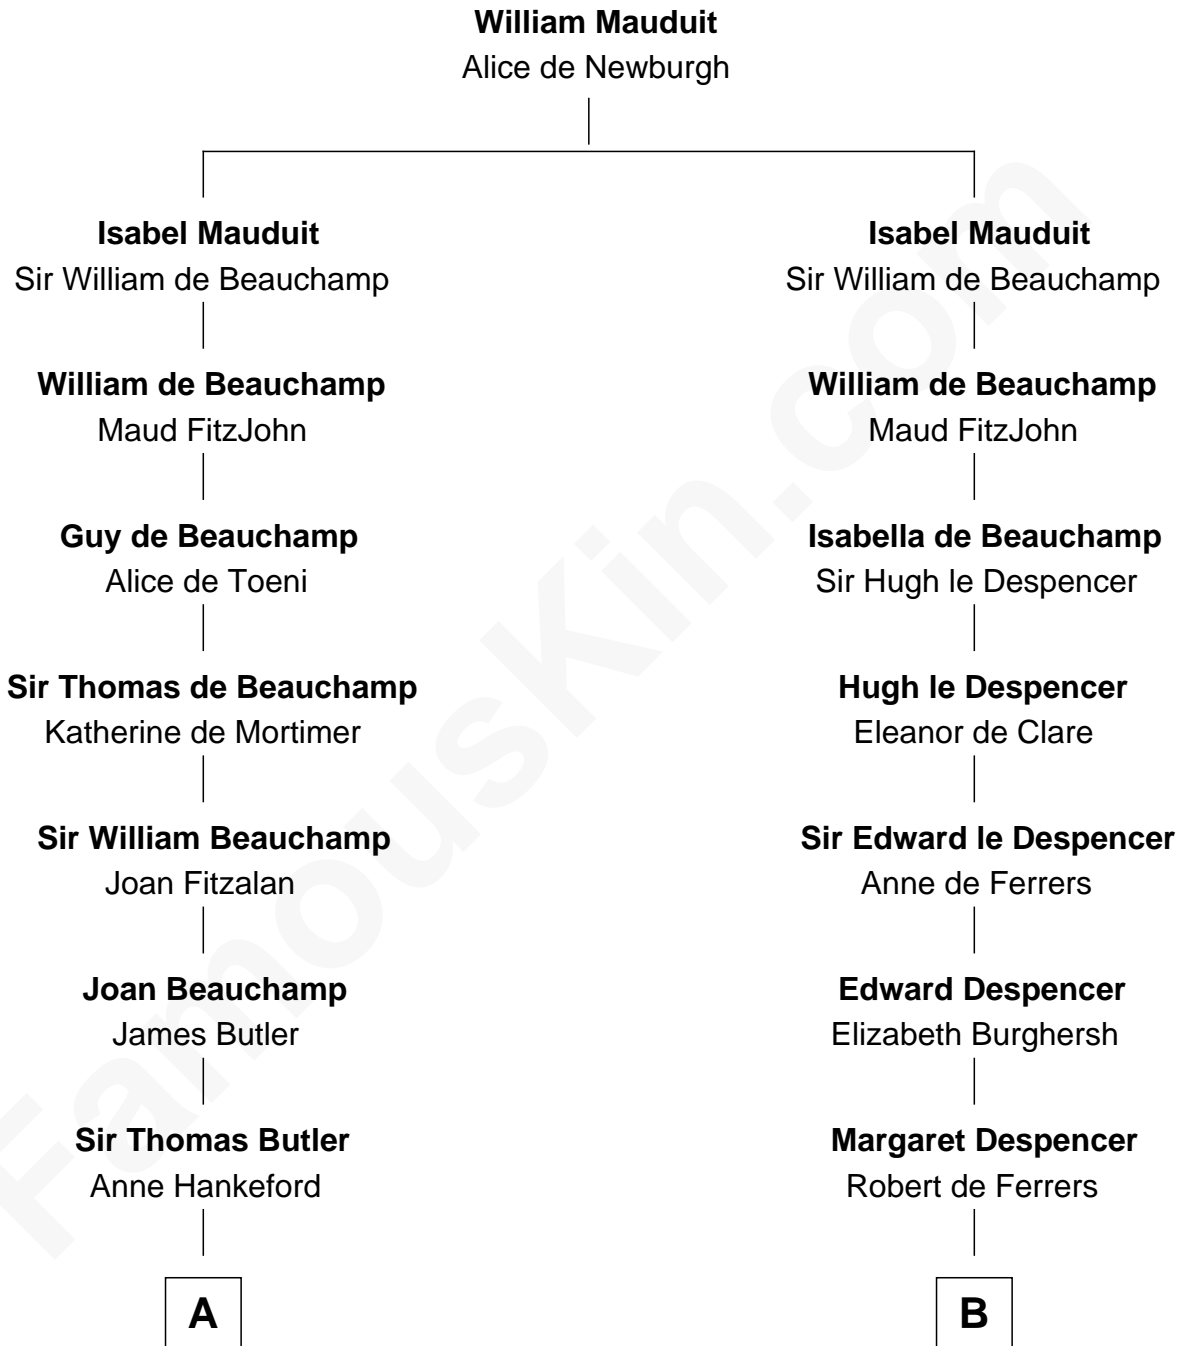 William Mauduit
Alice de Newburgh
Isabel Mauduit
Sir William de Beauchamp
Isabel Mauduit
Sir William de Beauchamp
William de Beauchamp
Maud FitzJohn
William de Beauchamp
Maud FitzJohn
Guy de Beauchamp
Alice de Toeni
Isabella de Beauchamp
Sir Hugh le Despencer
Sir Thomas de Beauchamp
Katherine de Mortimer
Hugh le Despencer
Eleanor de Clare
Sir William Beauchamp
Joan Fitzalan
Sir Edward le Despencer
Anne de Ferrers
Joan Beauchamp
James Butler
Edward Despencer
Elizabeth Burghersh
Sir Thomas Butler
Anne Hankeford
Margaret Despencer
Robert de Ferrers
A
B
FamousKin.com